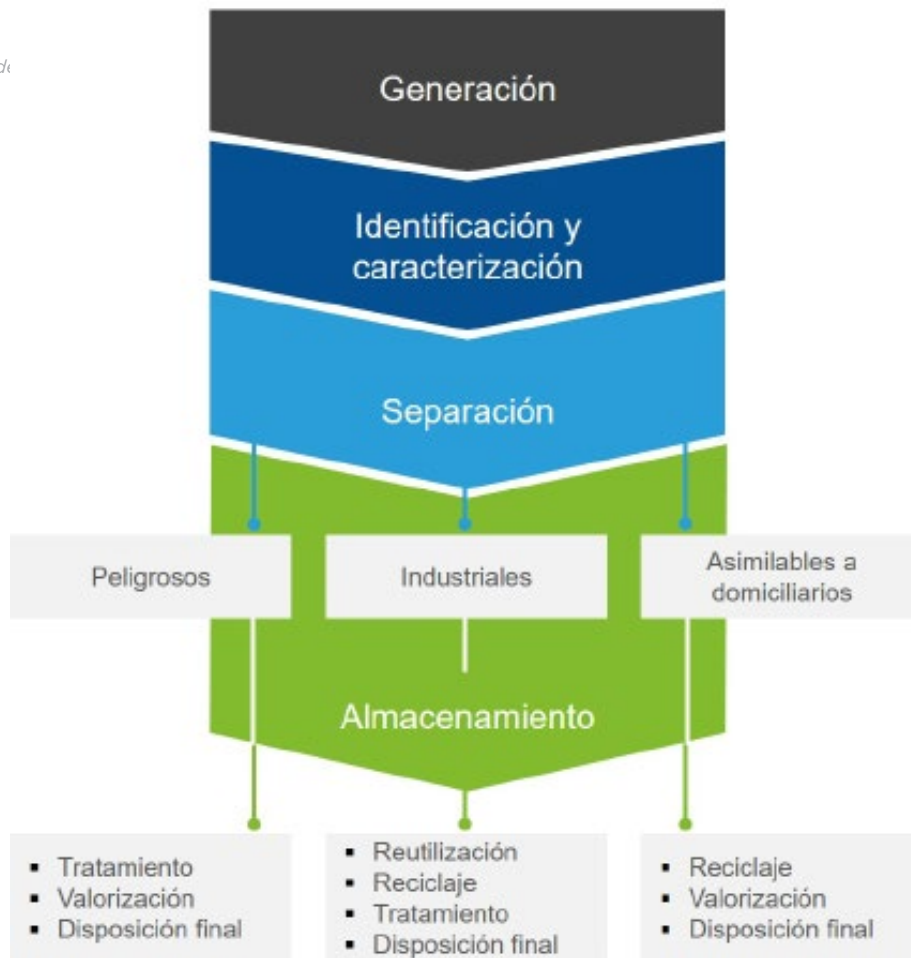 de
Generación
Identificación y
caracterización
Separación
Peligrosos
Industriales
Asimilables a
domiciliarios
Almacenamiento
▪ Tratamiento
▪ Valorización
▪ Disposición final
▪ Reutilización
▪ Reciclaje
▪ Tratamiento
▪ Disposición final
▪ Reciclaje
▪ Valorización
▪ Disposición final